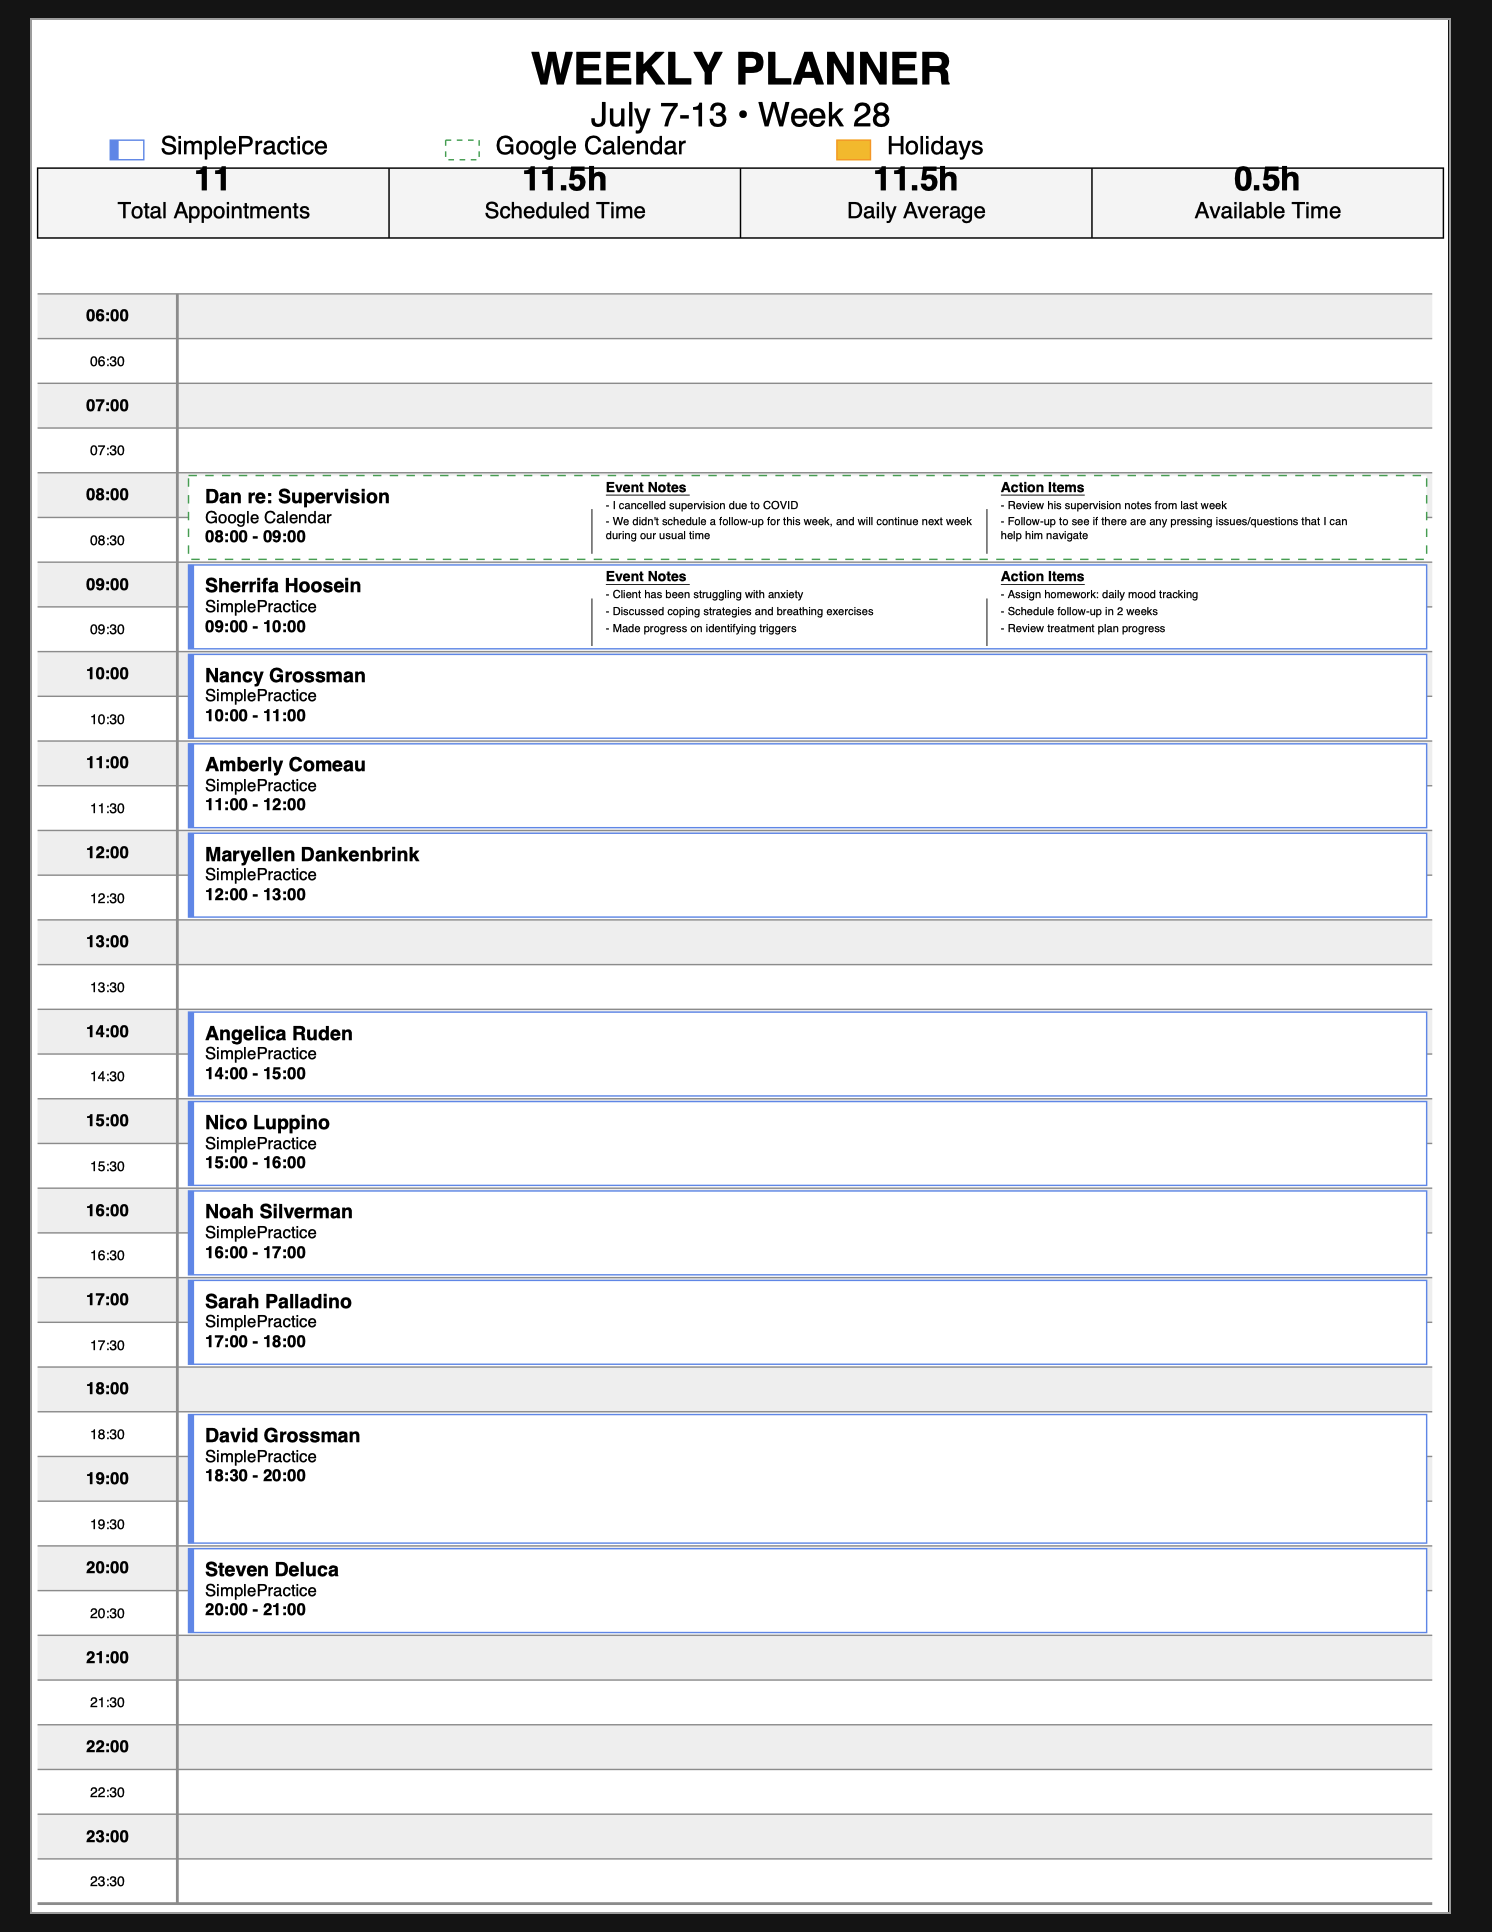 WEEKLY PLANNER
July 7-13 • Week 28
SimplePractice
Google Calendar
Holidays
11
Total Appointments
11.5h
Scheduled Time
11.5h
Daily Average
0.5h
Available Time
06:00
06:30
07:00
07:30
08:00
08:30
Dan re: Supervision
Google Calendar
08:00 - 09:00
Event Notes
- I cancelled supervision due to COVID
- We didn't schedule a follow-up for this week, and will continue next week
during our usual time
Action Items
- Review his supervision notes from last week
- Follow-up to see if there are any pressing issues/questions that I can
help him navigate
09:00
09:30
Sherrifa Hoosein
SimplePractice
09:00 - 10:00
Event Notes
- Client has been struggling with anxiety
- Discussed coping strategies and breathing exercises
- Made progress on identifying triggers
Action Items
- Assign homework: daily mood tracking
- Schedule follow-up in 2 weeks
- Review treatment plan progress
10:00
10:30
Nancy Grossman
SimplePractice
10:00 - 11:00
11:00
11:30
Amberly Comeau
SimplePractice
11:00 - 12:00
12:00
12:30
Maryellen Dankenbrink
SimplePractice
12:00 - 13:00
13:00
13:30
14:00
14:30
Angelica Ruden
SimplePractice
14:00 - 15:00
15:00
15:30
Nico Luppino
SimplePractice
15:00 - 16:00
16:00
16:30
Noah Silverman
SimplePractice
16:00 - 17:00
17:00
17:30
Sarah Palladino
SimplePractice
17:00 - 18:00
18:00
18:30
19:00
19:30
David Grossman
SimplePractice
18:30 - 20:00
20:00
20:30
Steven Deluca
SimplePractice
20:00 - 21:00
21:00
21:30
22:00
22:30
23:00
23:30